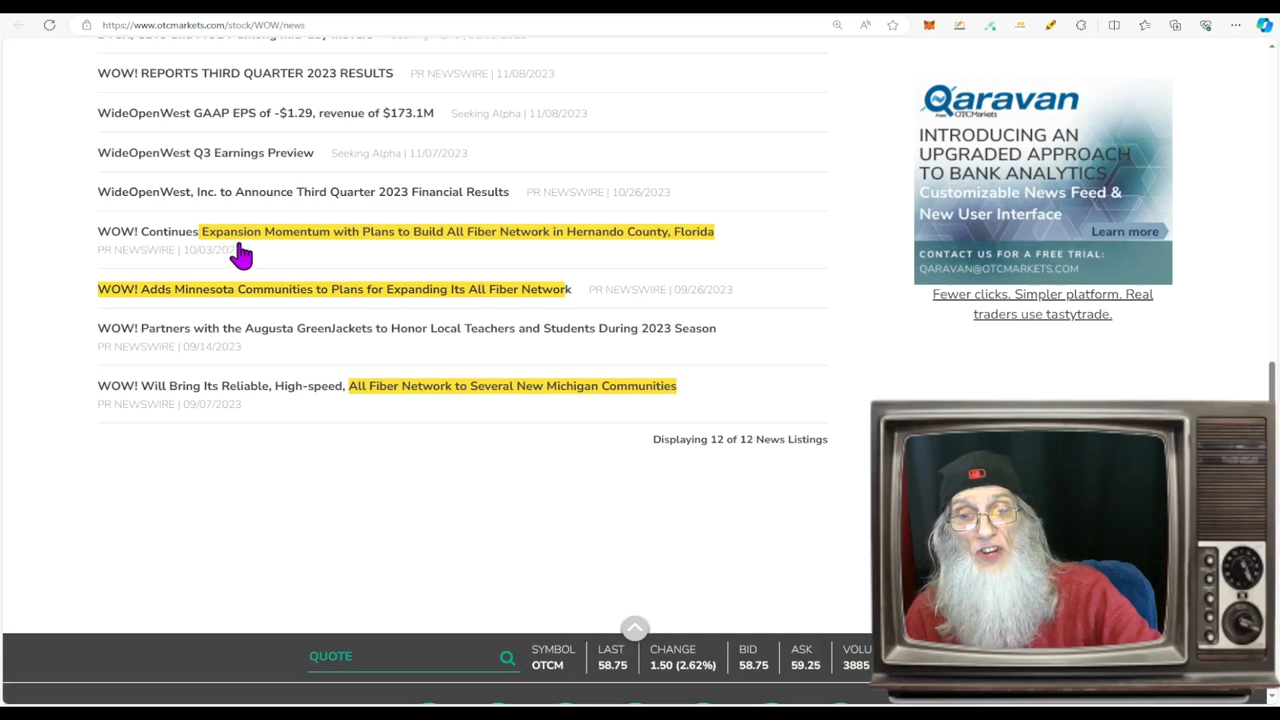 https://www.otcmarkets.com/stock/WOW/news
WOW! REPORTS THIRD QUARTER 2023 RESULTS PR NEWSWIRE | 11/08/2023
WideOpenWest GAAP EPS of -$1.29, revenue of $173.1M Seeking Alpha | 11/08/2023
WideOpenWest Q3 Earnings Preview Seeking Alpha | 11/07/2023
WideOpenWest, Inc. to Announce Third Quarter 2023 Financial Results PR NEWSWIRE | 10/26/2023
WOW! Continues Expansion Momentum with Plans to Build All Fiber Network in Hernando County, Florida
PR NEWSWIRE | 10/03/202
WOW! Adds Minnesota Communities to Plans for Expanding Its All Fiber Network PR NEWSWIRE | 09/26/2023
WOW! Partners with the Augusta GreenJackets to Honor Local Teachers and Students During 2023 Season
PR NEWSWIRE | 09/14/2023
WOW! Will Bring Its Reliable, High-speed, All Fiber Network to Several New Michigan Communities
PR NEWSWIRE | 09/07/2023
Displaying 12 of 12 News Listings
Qaravan
From OTCMarkets
INTRODUCING AN
UPGRADED APPROACH
TO BANK ANALYTICS
Customizable News Feed &
New User Interface
Learn more
CONTACT US FOR A FREE TRIAL:
QARAVAN@OTCMARKETS.COM
Fewer clicks. Simpler platform. Real
traders use tastytrade.
QUOTE
SYMBOL LAST CHANGE BID ASK VOLU
OTCM 58.75 1.50 (2.62%) 58.75 59.25 3885